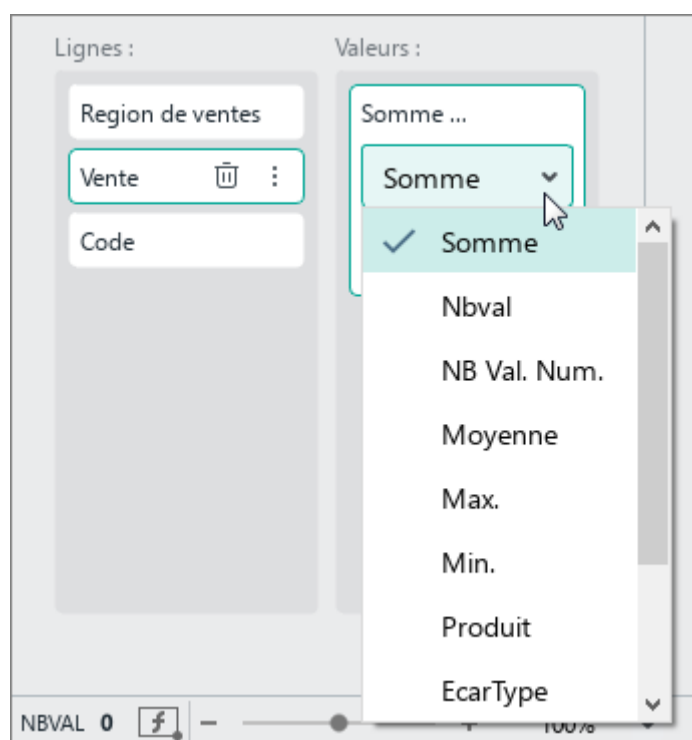 Lignes :
Valeurs :
Region de ventes
Vente
Code
Somme ...
Somme
Somme
Nbval
NB Val. Num.
Moyenne
Max.
Min.
Produit
EcarType
NBVAL 0
100%